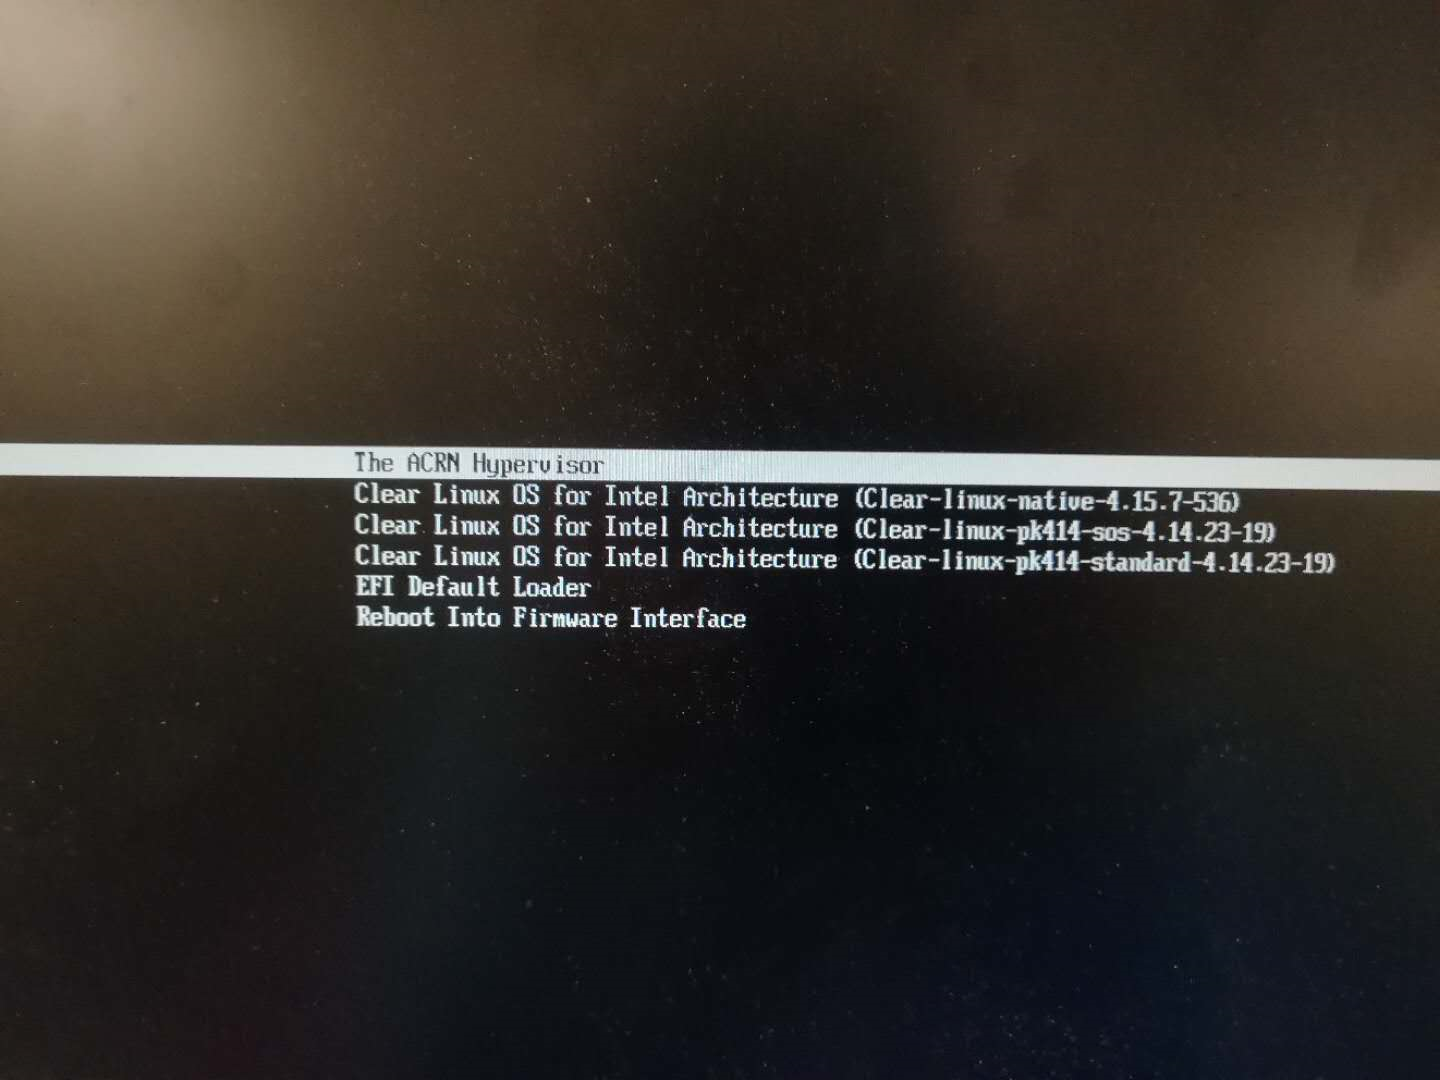 The ACRN Hypervisor
Clear Linux OS for Intel Architecture (Clear-linux-native-4.15.7-536)
Clear Linux OS for Intel Architecture (Clear-linux-pk414-sos-4.14.23-19)
Clear Linux OS for Intel Architecture (Clear-linux-pk414-standard-4.14.23-19)
EFI Default Loader
Reboot Into Firmware Interface